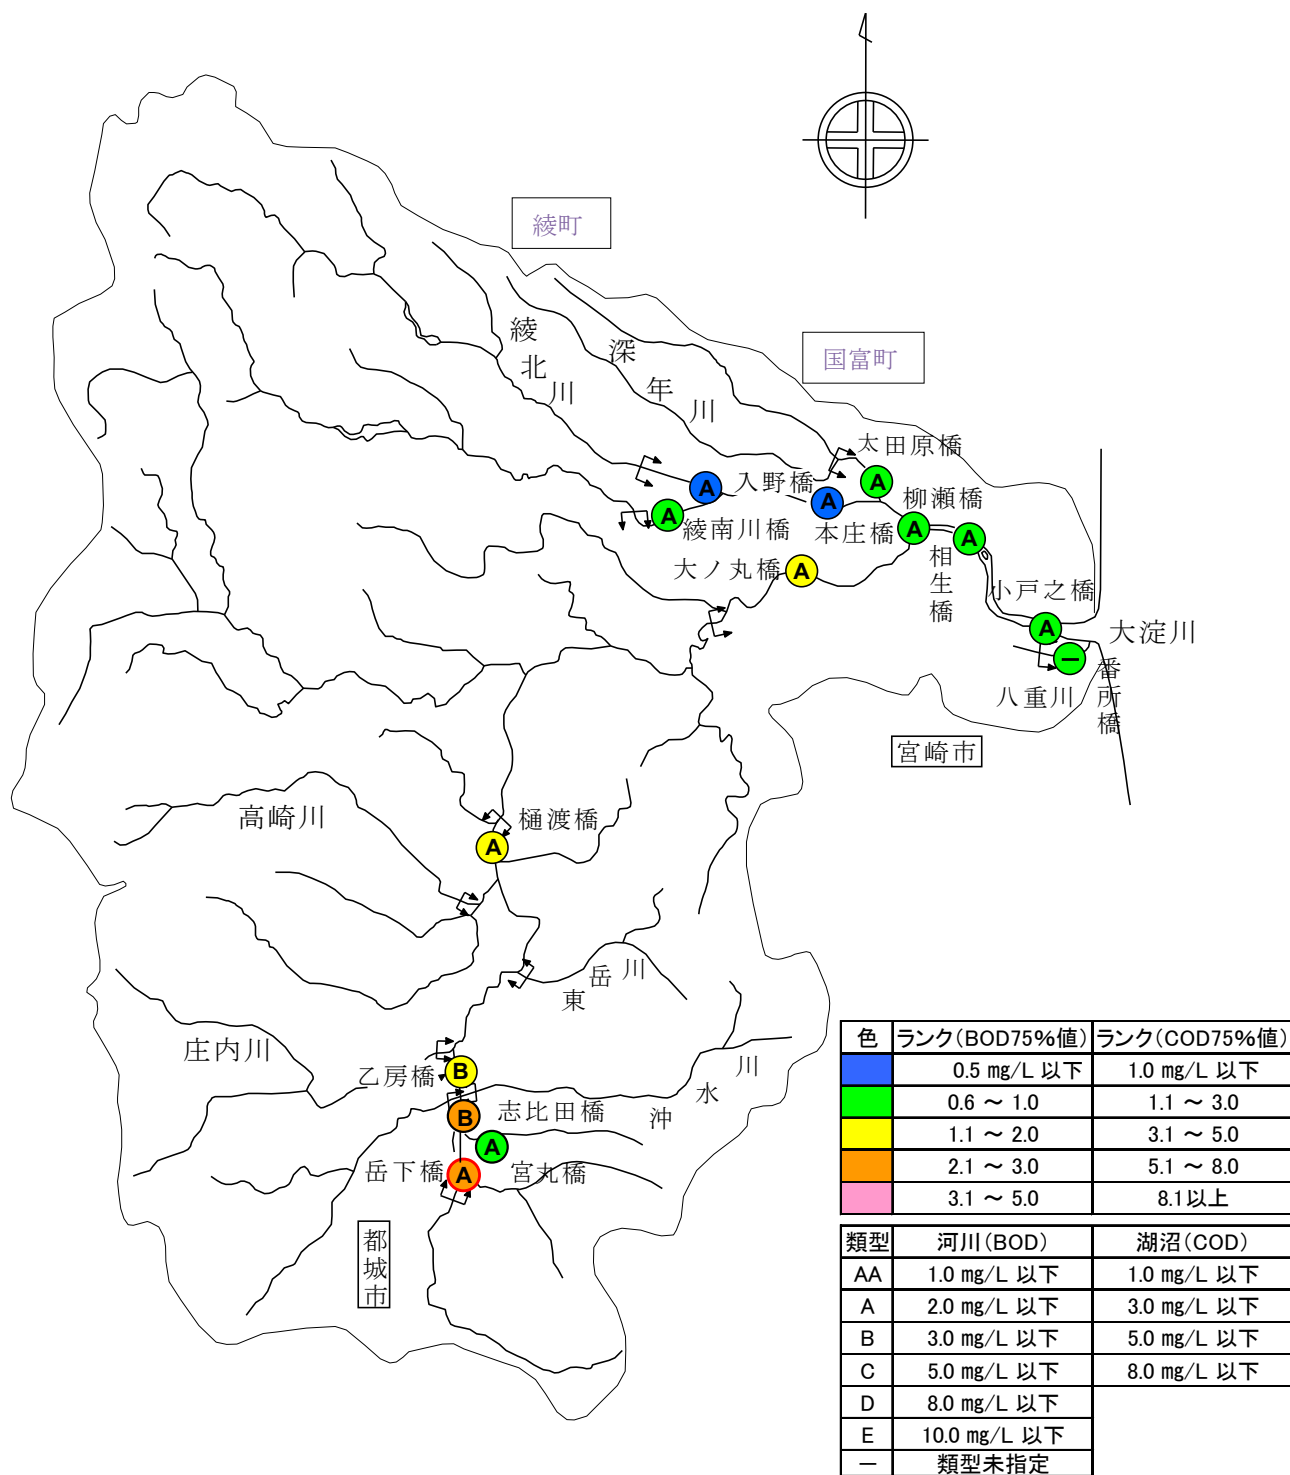 綾町
国富町
綾北川
深年川
太田原橋
A
A
入野橋
A
柳瀬橋
A
綾南川橋
本庄橋
A
A
相生橋
大ノ丸橋
A
小戸之橋
A
大淀川
―
番所橋
八重川
宮崎市
高崎川
樋渡橋
A
東岳川
庄内川
乙房橋
B
沖水川
志比田橋
B
A
宮丸橋
岳下橋
A
都城市
色 ランク(BOD75%値) ランク(COD75%値)
0.5 mg/L 以下 1.0 mg/L 以下
0.6 ～ 1.0 1.1 ～ 3.0
1.1 ～ 2.0 3.1 ～ 5.0
2.1 ～ 3.0 5.1 ～ 8.0
3.1 ～ 5.0 8.1以上
類型 河川(BOD) 湖沼(COD)
AA 1.0 mg/L 以下 1.0 mg/L 以下
A 2.0 mg/L 以下 3.0 mg/L 以下
B 3.0 mg/L 以下 5.0 mg/L 以下
C 5.0 mg/L 以下 8.0 mg/L 以下
D 8.0 mg/L 以下
E 10.0 mg/L 以下
― 類型未指定